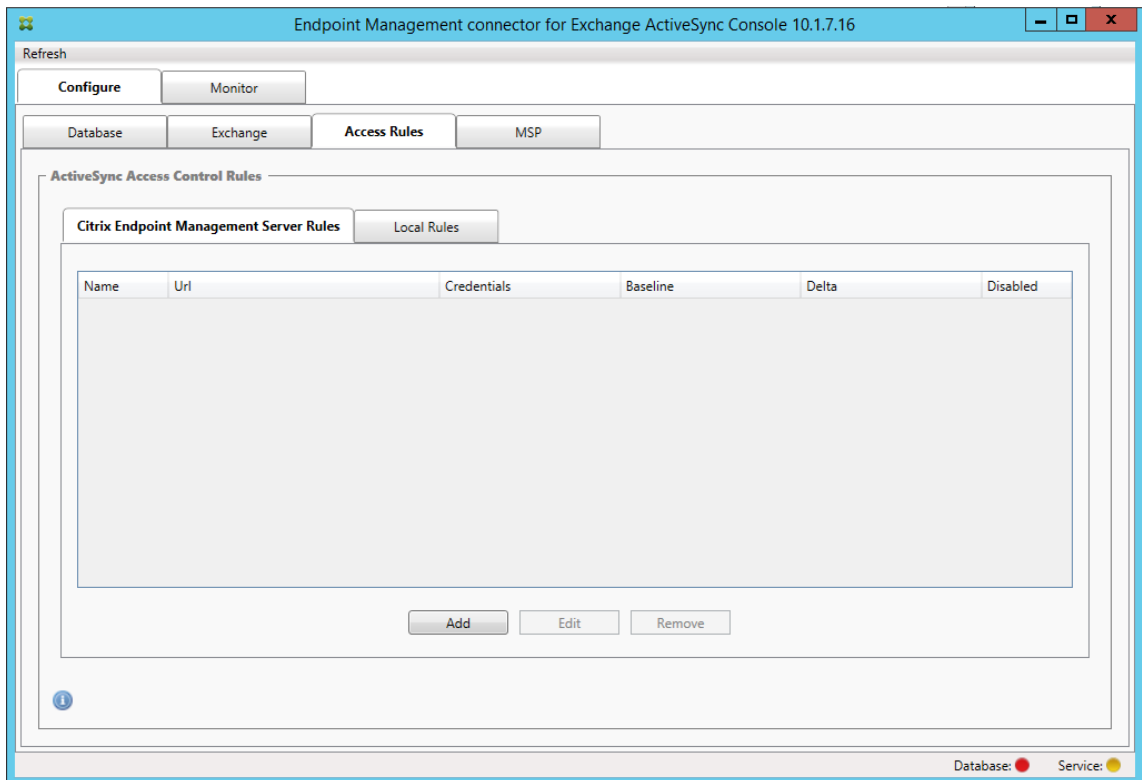 Endpoint Management connector for Exchange ActiveSync Console 10.1.7.16
Refresh
Configure Monitor
Database Exchange Access Rules MSP
ActiveSync Access Control Rules
Citrix Endpoint Management Server Rules Local Rules
Name Url Credentials Baseline Delta Disabled
Add Edit Remove
Database: Service: